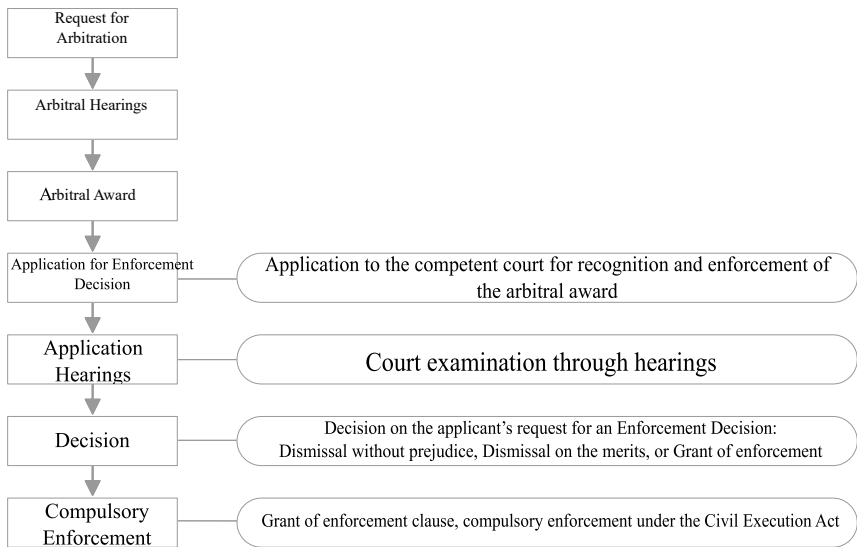 Request for
Arbitration
Arbitral Hearings
Arbitral Award
Application for Enforcement
Decision
Application to the competent court for recognition and enforcement of
the arbitral award
Application
Hearings
Court examination through hearings
Decision
Decision on the applicant’s request for an Enforcement Decision:
Dismissal without prejudice, Dismissal on the merits, or Grant of enforcement
Compulsory
Enforcement
Grant of enforcement clause, compulsory enforcement under the Civil Execution Act